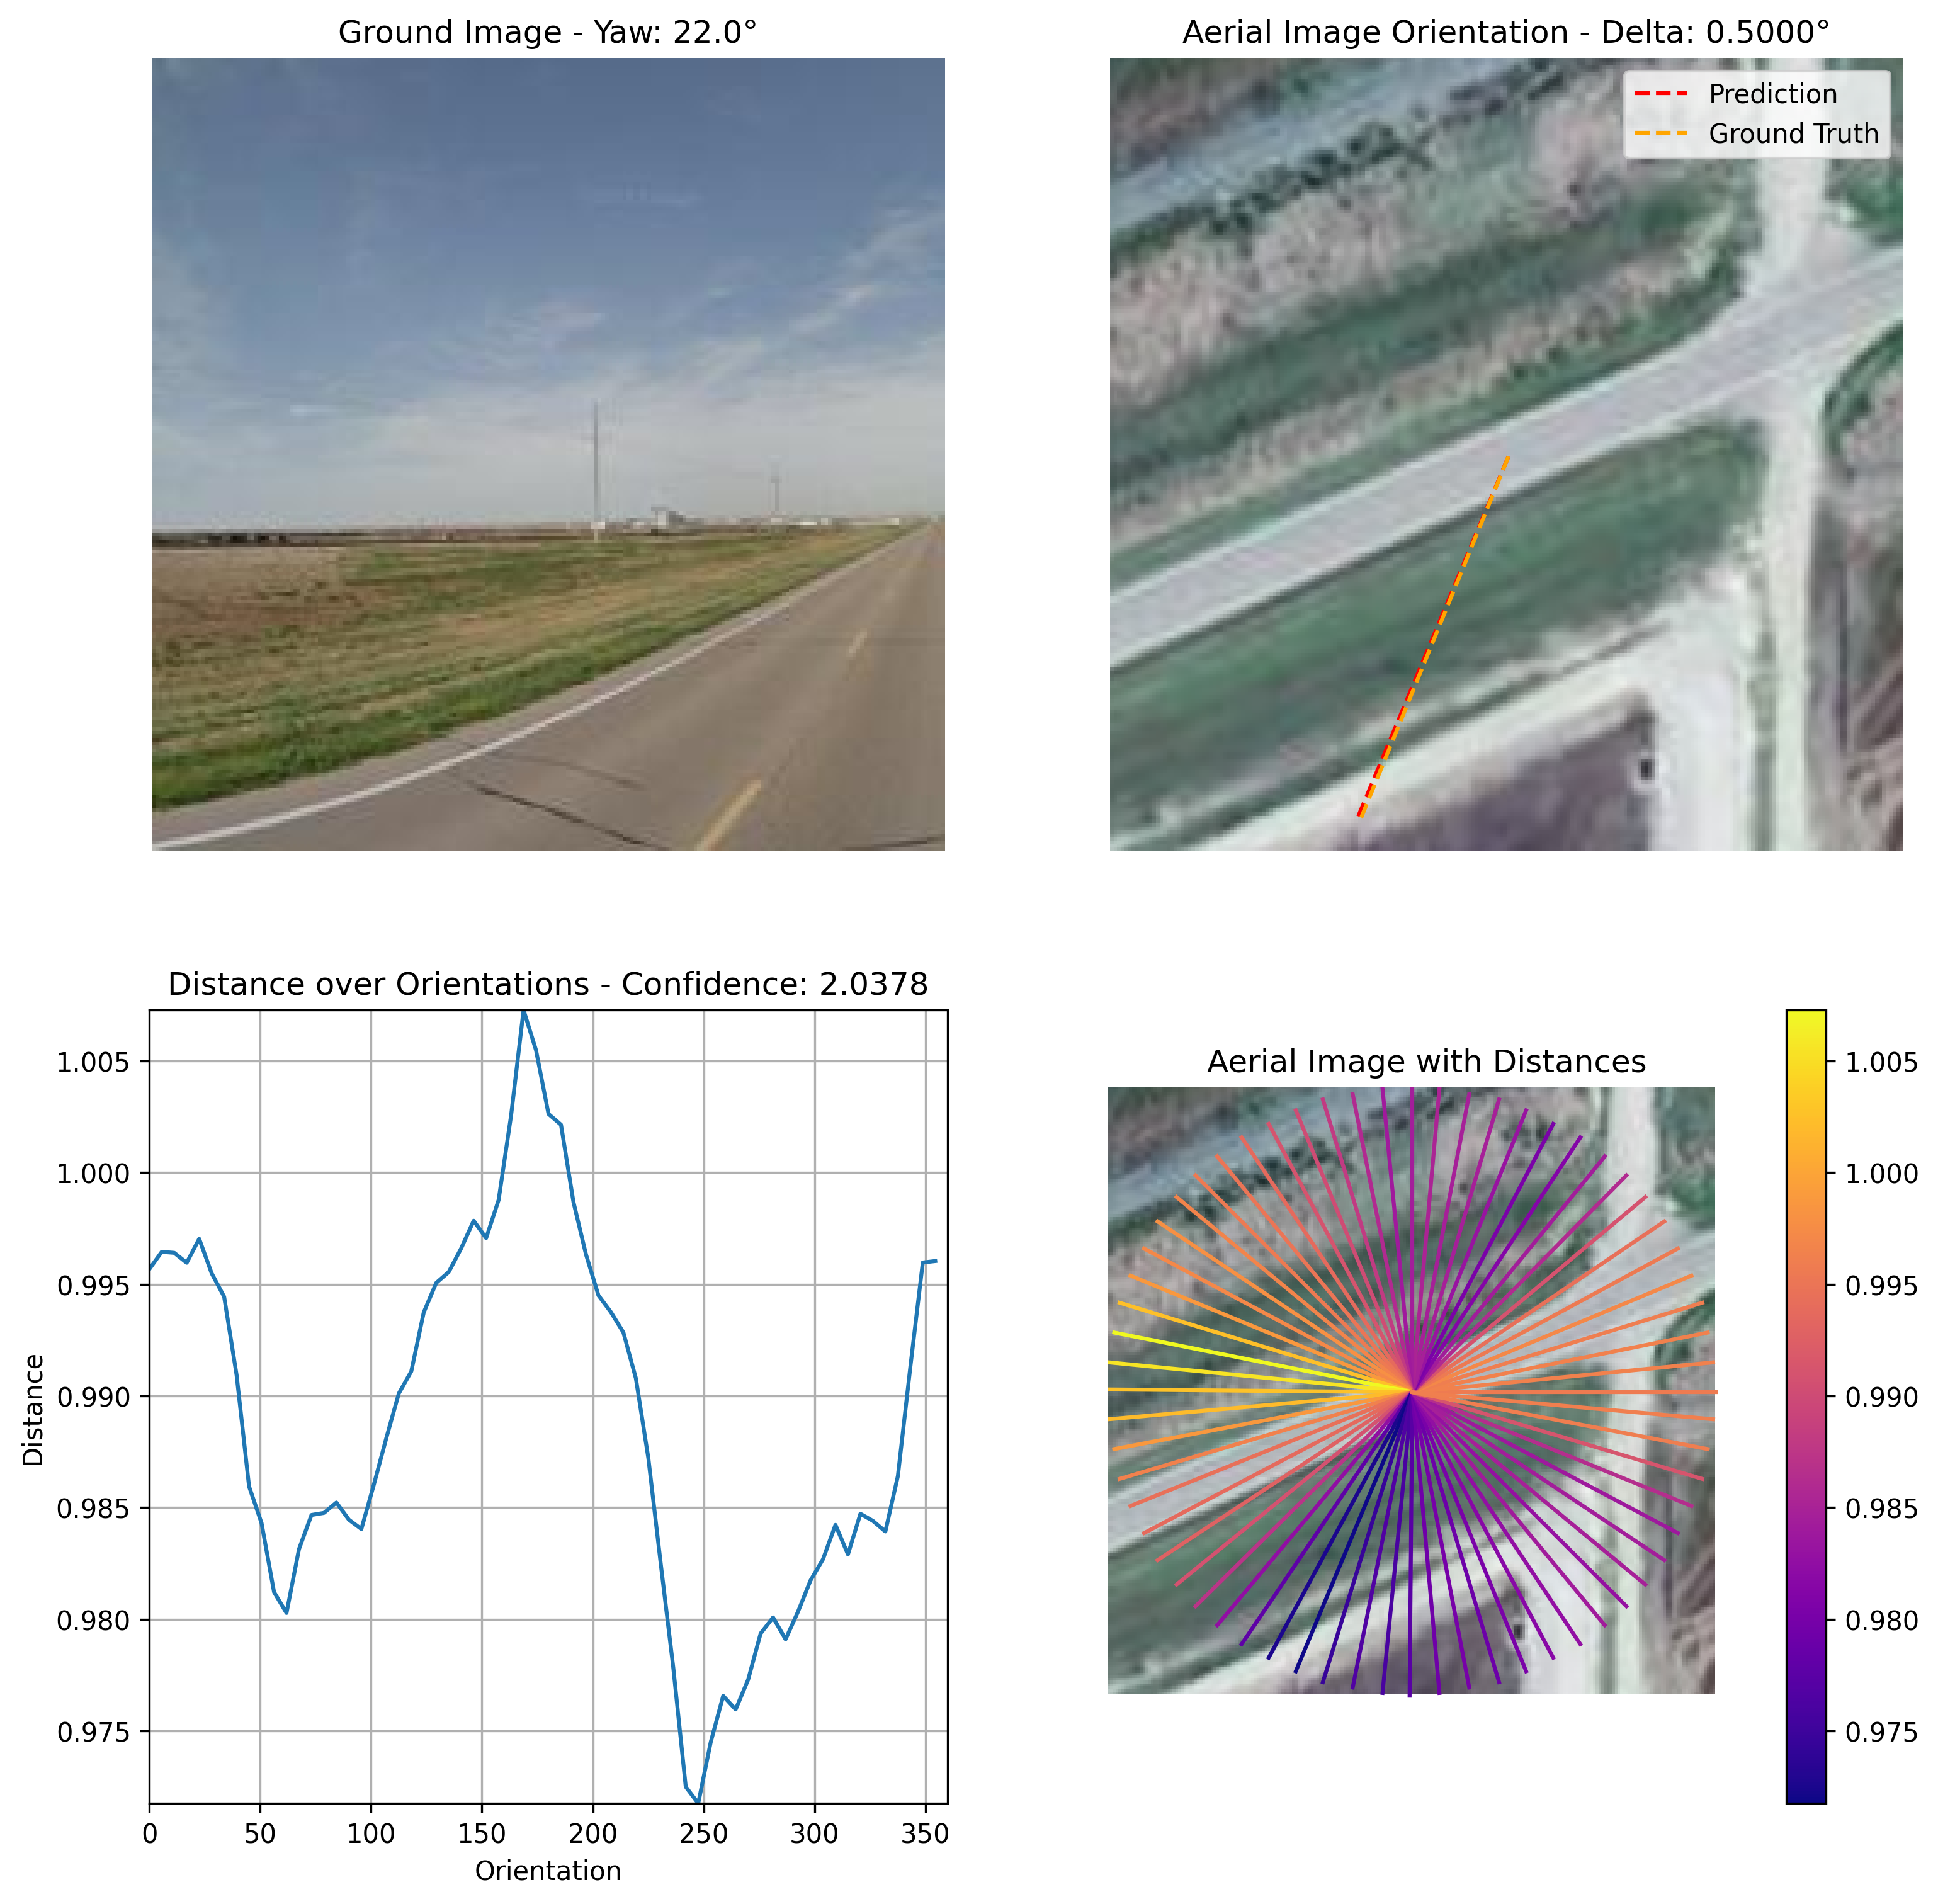 Ground Image - Yaw: 22.0°
Aerial Image Orientation - Delta: 0.5000°
Prediction
Ground Truth
Distance over Orientations - Confidence: 2.0378
1.005
1.000
0.995
0.990
0.985
0.980
0.975
Distance
0 50 100 150 200 250 300 350
Orientation
Aerial Image with Distances
1.005
1.000
0.995
0.990
0.985
0.980
0.975